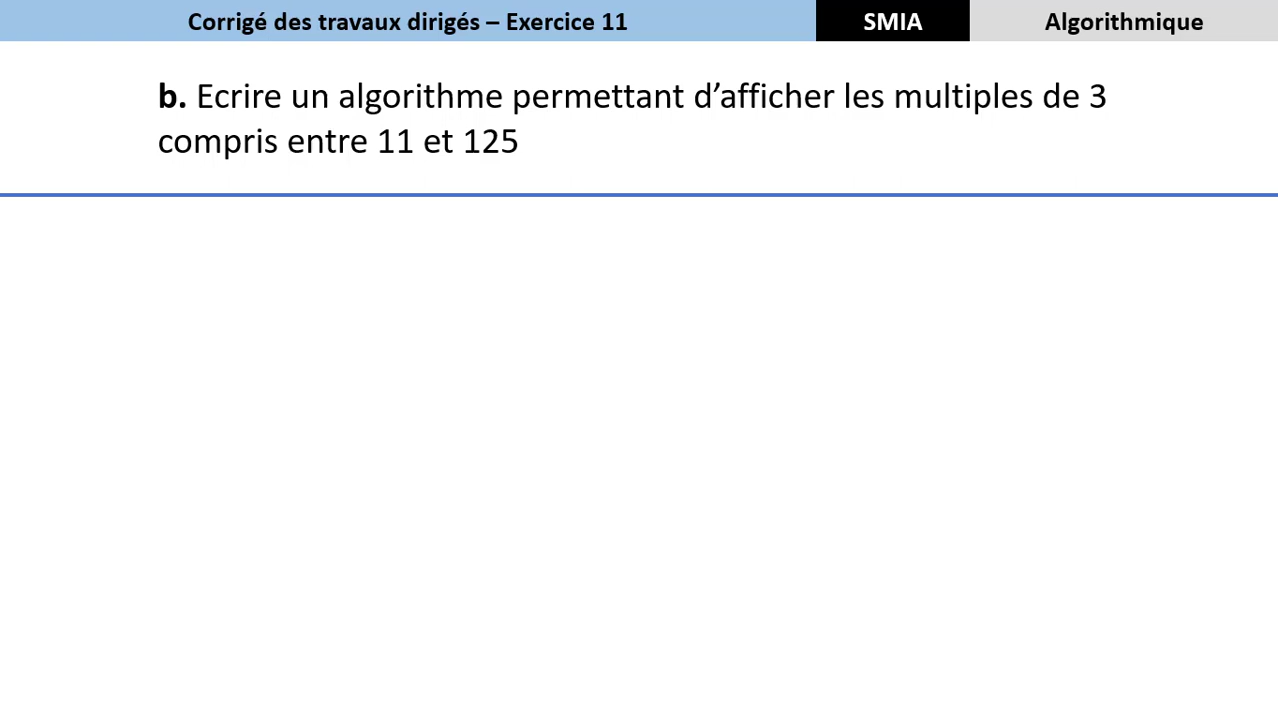 Corrigé des travaux dirigés – Exercice 11
SMIA
Algorithmique
b. Ecrire un algorithme permettant d’afficher les multiples de 3
compris entre 11 et 125